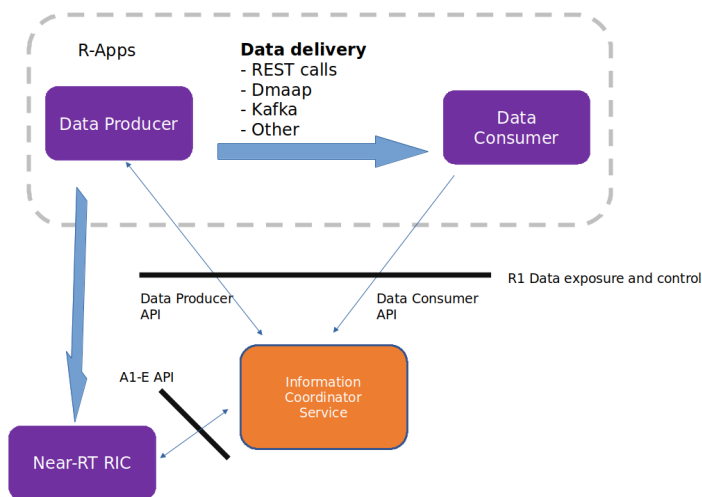 R-Apps
Data delivery
- REST calls
- Dmaap
- Kafka
- Other
Data Producer
Data
Consumer
R1 Data exposure and control
Data Producer
API
Data Consumer
API
A1-E API
Information
Coordinator
Service
Near-RT RIC